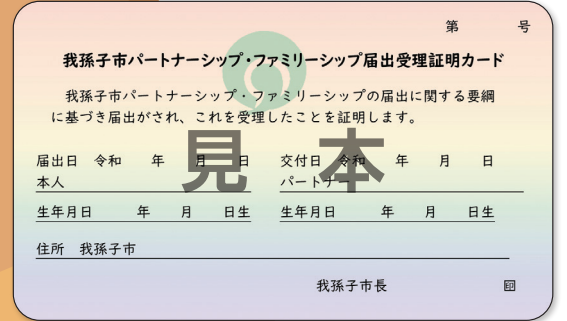 第　　　号
我孫子市パートナーシップ・ファミリーシップ届出受理証明カード
我孫子市パートナーシップ・ファミリーシップの届出に関する要綱
に基づき届出がされ、これを受理したことを証明します。
見本
届出日　令和　　年　　月　　日　　交付日　令和　　年　　月　　日
本人　　パートナー
生年月日　　　年　　月　　日生　　生年月日　　　年　　月　　日生
住所　我孫子市
我孫子市長　　　印